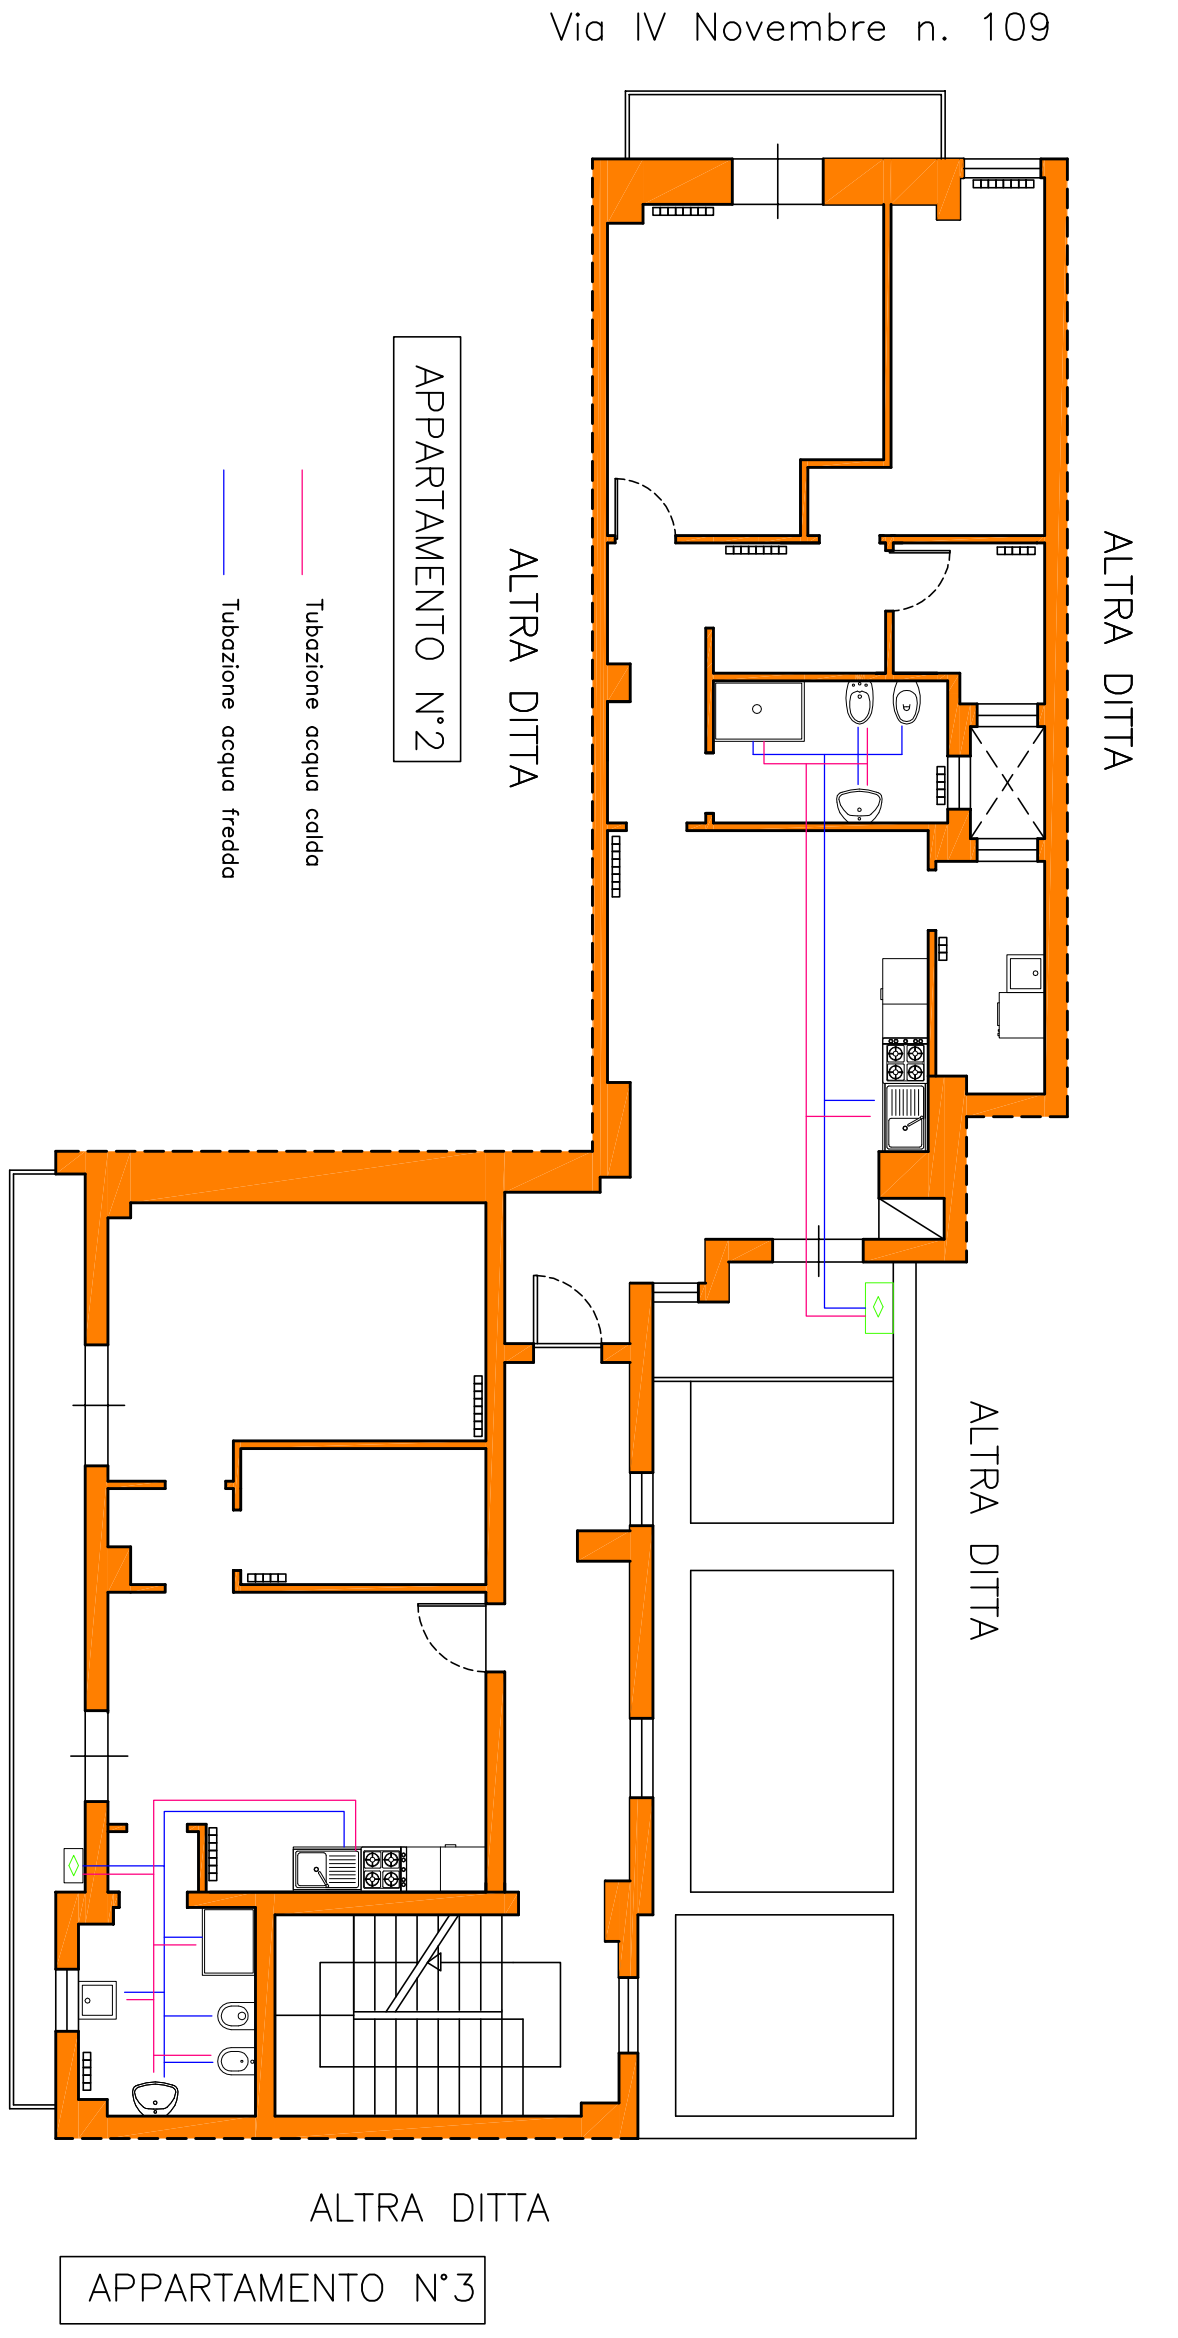 Via IV Novembre n. 109
APPARTAMENTO N°2
ALTRA DITTA
ALTRA DITTA
Tubazione acqua calda
Tubazione acqua fredda
ALTRA DITTA
ALTRA DITTA
APPARTAMENTO N°3